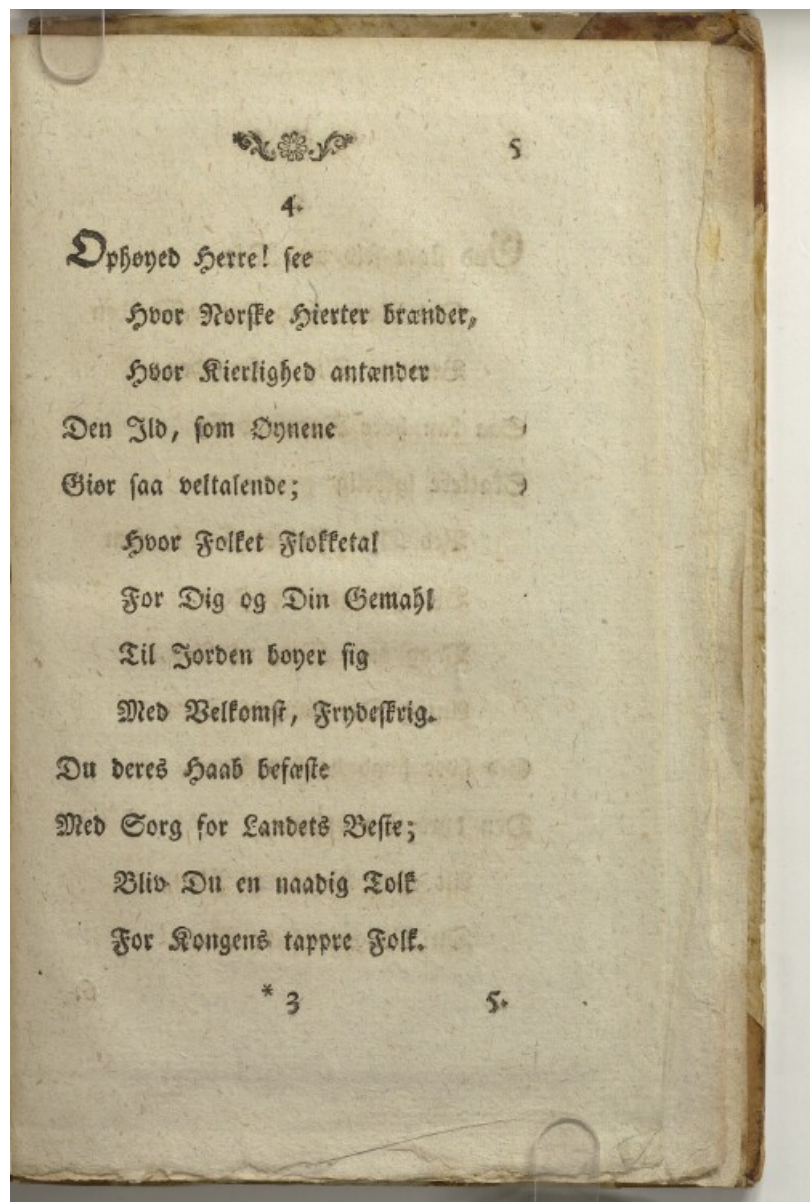 5
4.
Ophøyed Herre! see
Hvor Norske Hierter brænder,
Hvor Kierlighed antænder
Den Ild, som Øynene
Giør saa veltalende;
Hvor Folket Flokketal
For Dig og Din Gemahl
Til Jorden bøyer sig
Med Velkomst, Frydeskrig.
Du deres Haab befæste
Med Sorg for Landets Beste;
Bliv Du en naadig Tolk
For Kongens tappre Folk.
* 3 5.